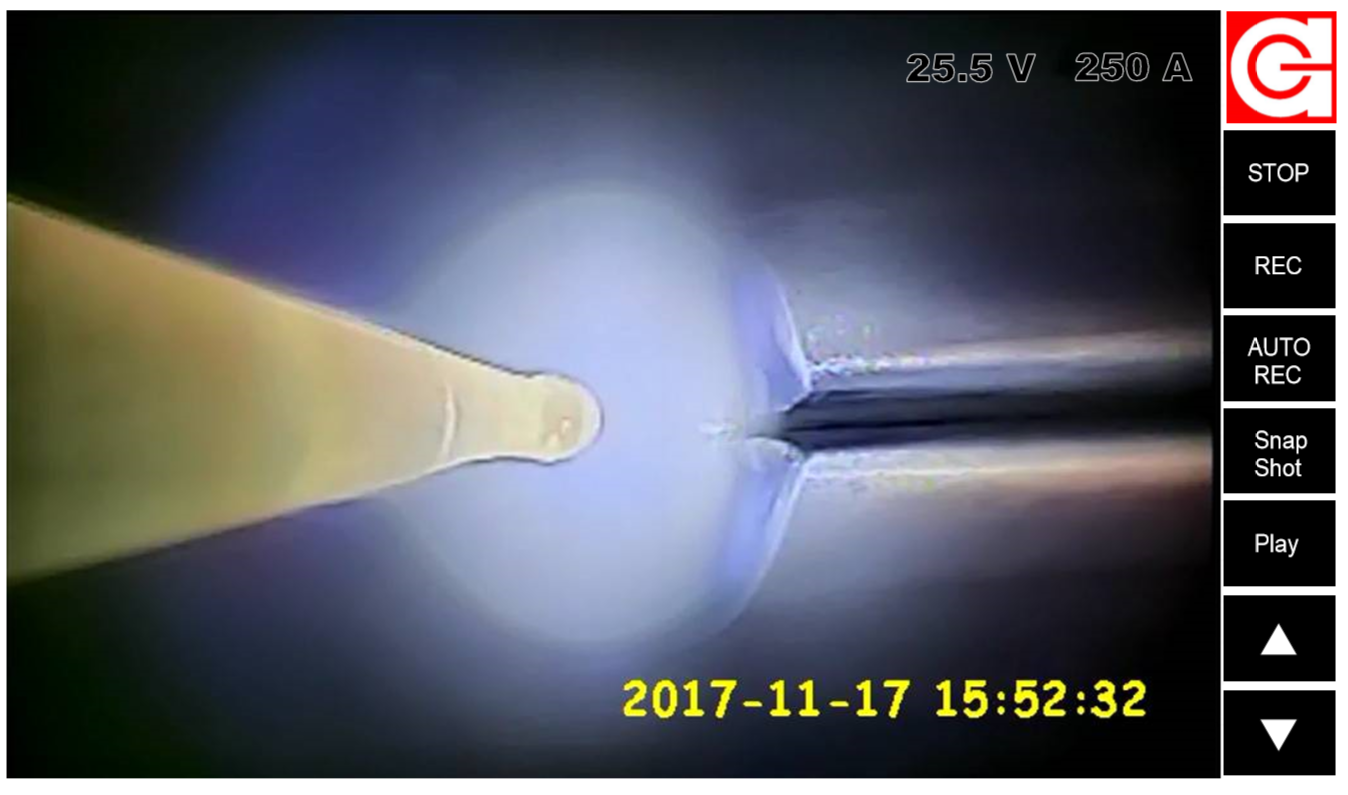 25.5 V 250 A
STOP
REC
AUTO
REC
Snap
Shot
Play
2017-11-17 15:52:32